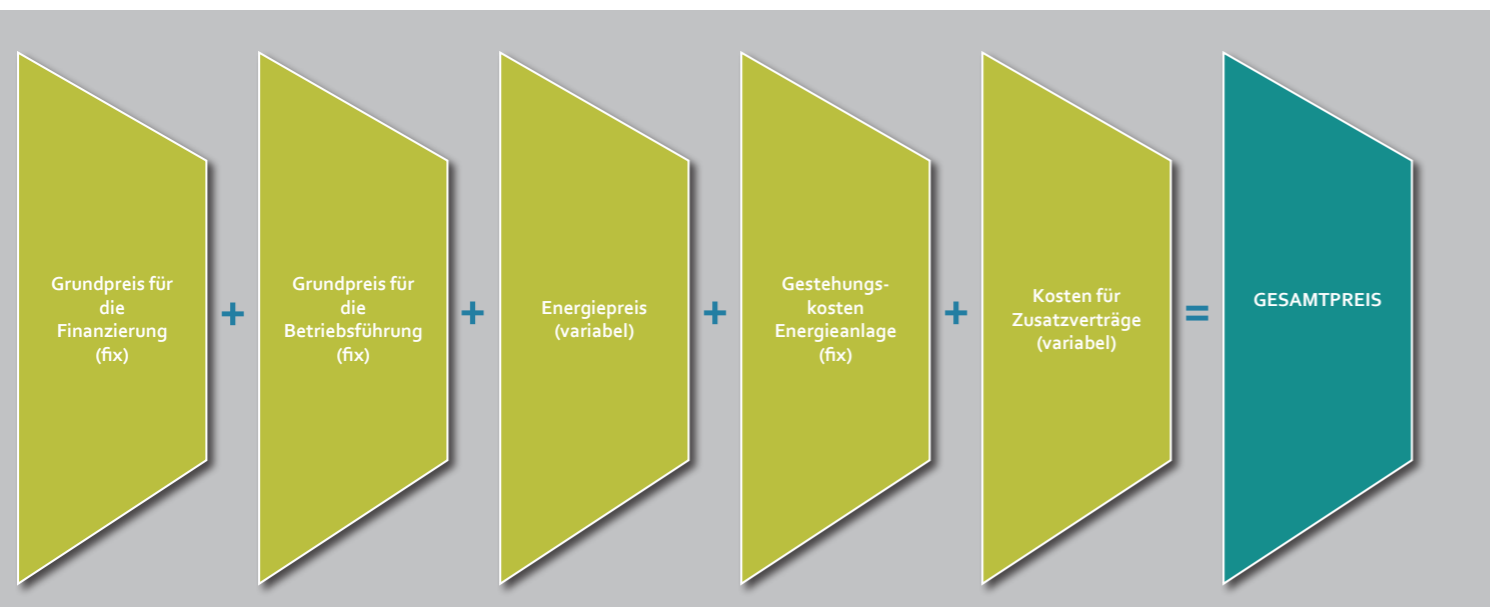 Grundpreis für
die
Finanzierung
(fix)
+
Grundpreis für
die
Betriebsführung
(fix)
+
Energiepreis
(variabel)
+
Gestehungs-
kosten
Energieanlage
(fix)
+
Kosten für
Zusatzverträge
(variabel)
=
GESAMTPREIS